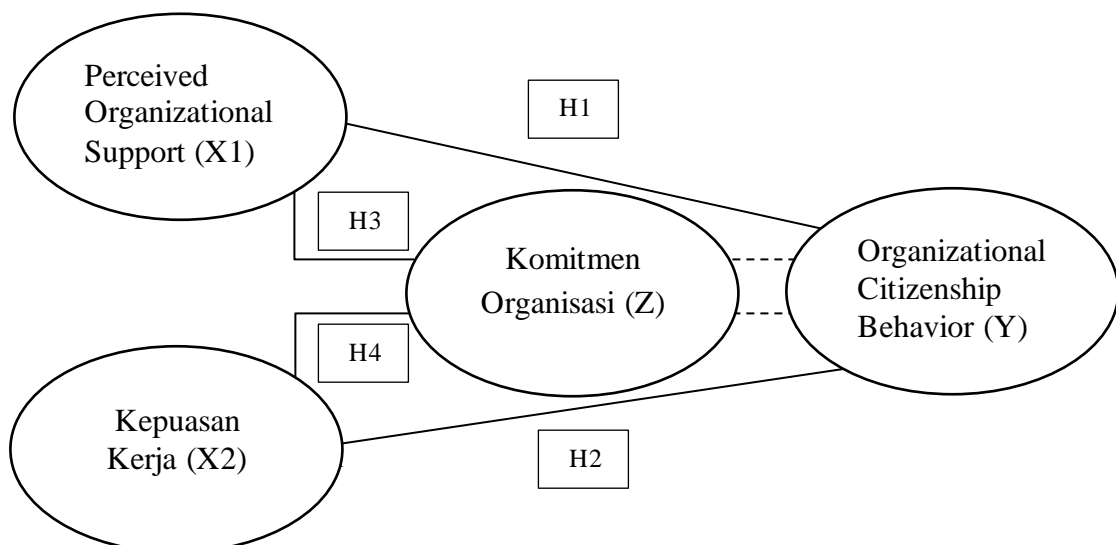 Perceived
Organizational
Support (X1)
H1
H3
Komitmen
Organisasi (Z)
Organizational
Citizenship
Behavior (Y)
H4
Kepuasan
Kerja (X2)
H2